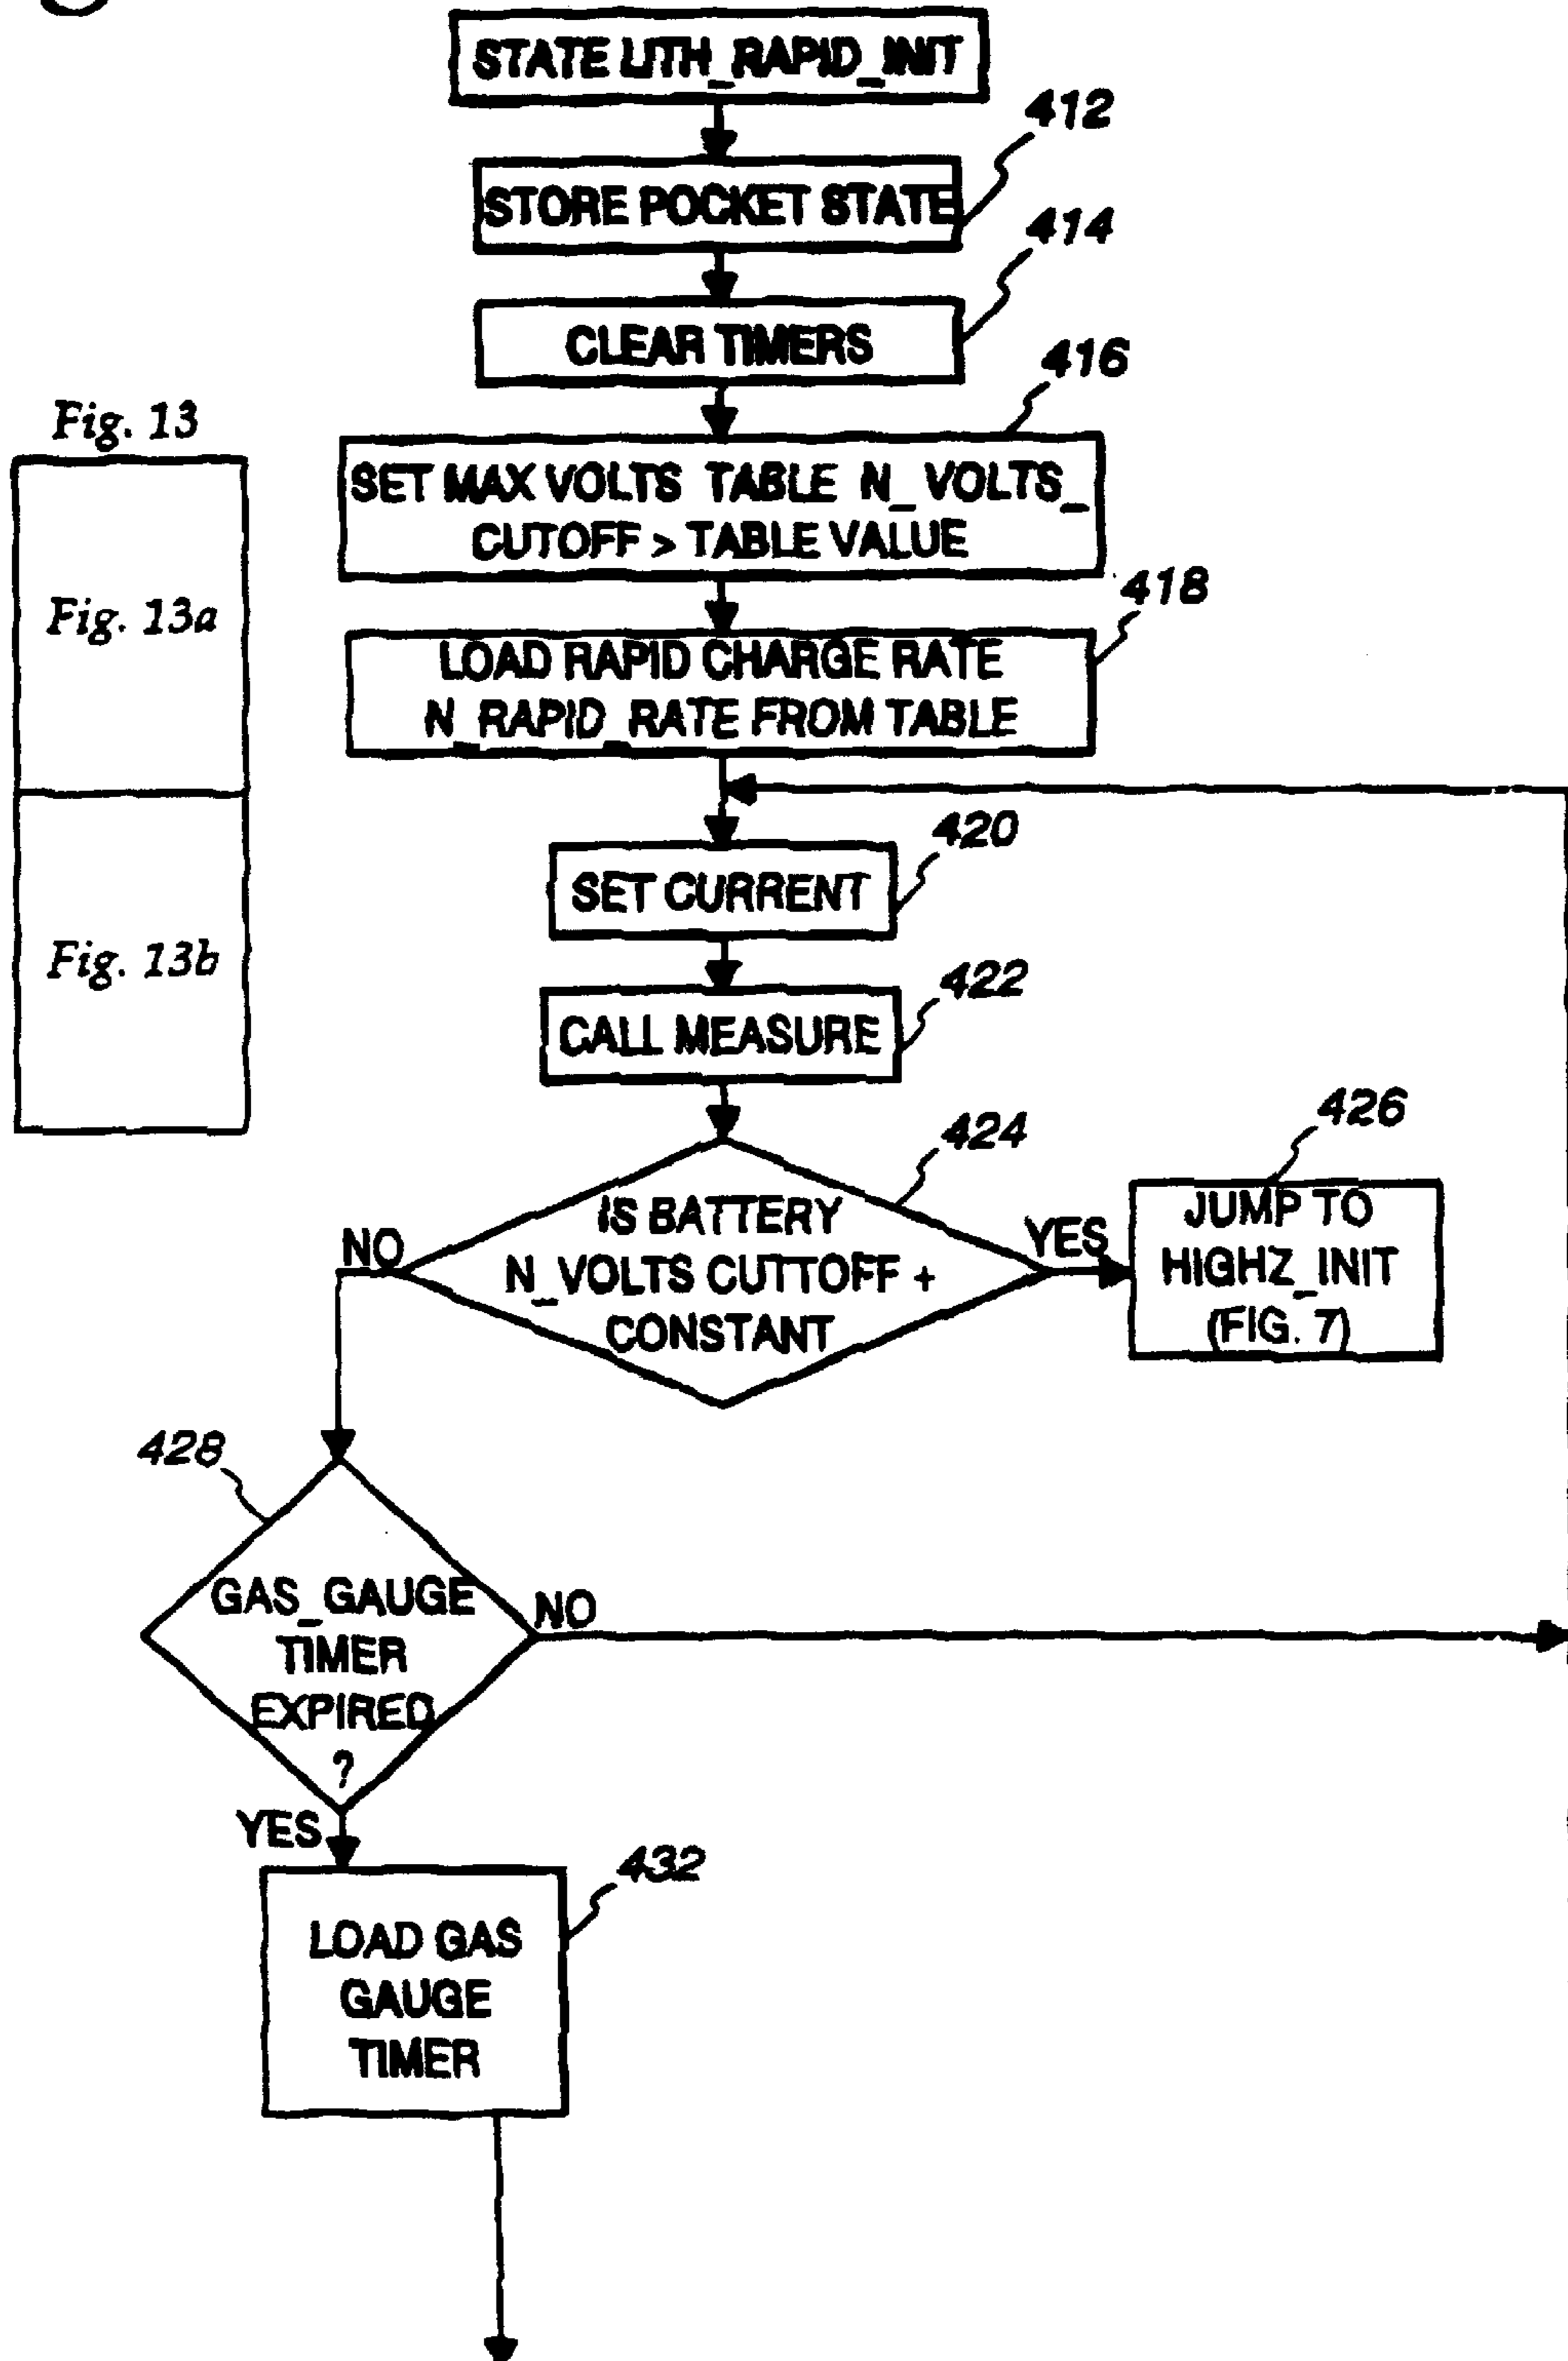 STATE LITH_RAPID_INIT
412
STORE POCKET STATE
414
CLEAR TIMERS
416
SET MAX VOLTS TABLE N_VOLTS_
CUTOFF > TABLE VALUE
418
LOAD RAPID CHARGE RATE
N_RAPID_RATE FROM TABLE
Fig. 13
Fig. 13a
Fig. 13b
420
SET CURRENT
422
CALL MEASURE
424
IS BATTERY
N_VOLTS CUTTOFF +
CONSTANT
NO
YES
426
JUMP TO
HIGHZ_INIT
(FIG. 7)
428
GAS_GAUGE
TIMER
EXPIRED
?
NO
YES
432
LOAD GAS
GAUGE
TIMER